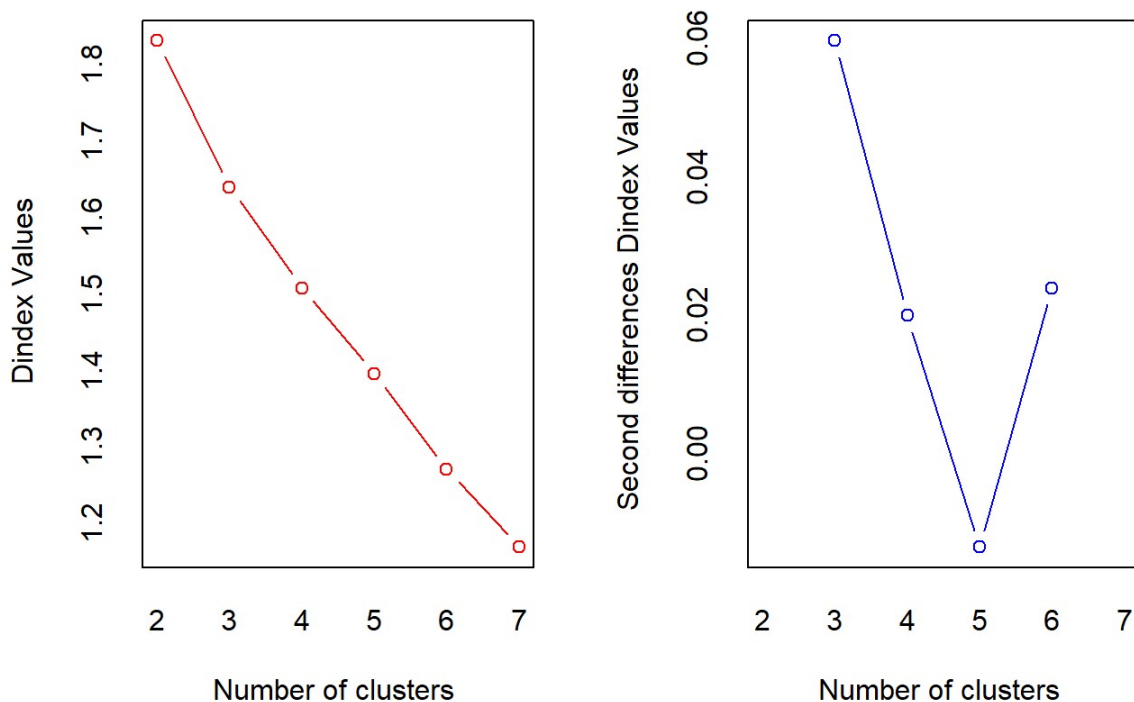 Dindex Values
1.8
1.7
1.6
1.5
1.4
1.3
1.2
2 3 4 5 6 7
Number of clusters
Second differences Dindex Values
0.06
0.04
0.02
0.00
2 3 4 5 6 7
Number of clusters